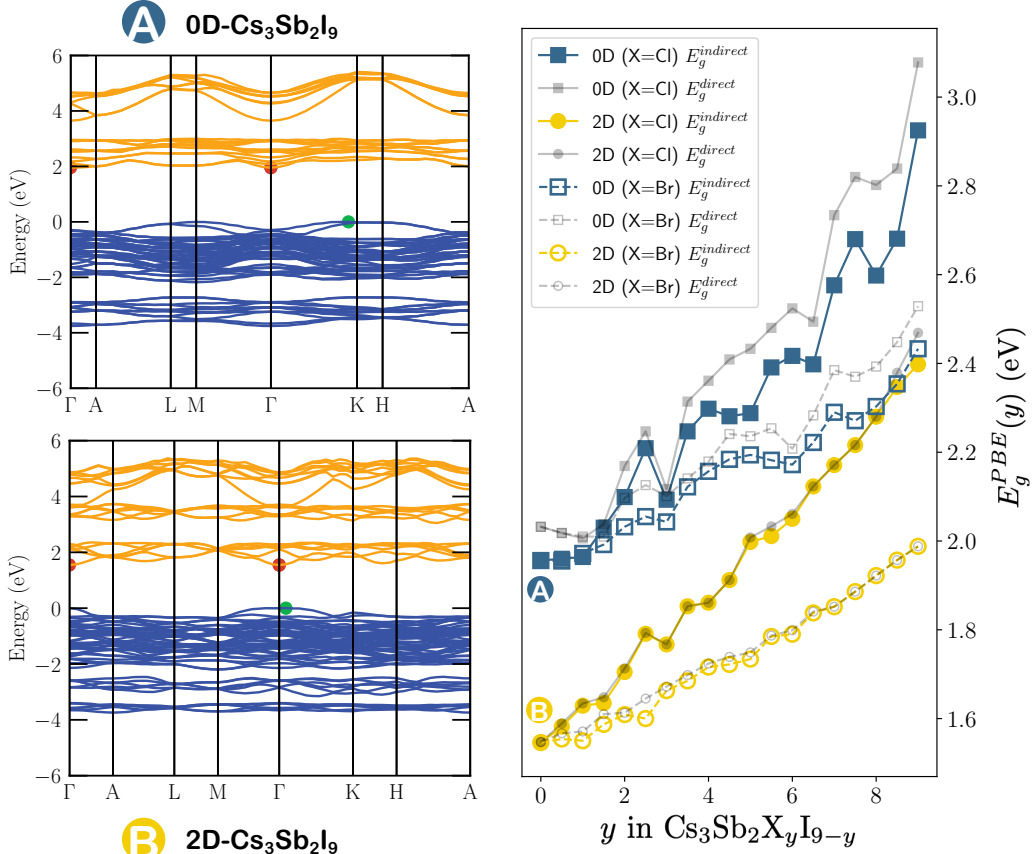 A 0D-Cs₃Sb₂I₉
6
4
2
0
−2
−4
−6
Energy (eV)
Γ A L M Γ K H A
6
4
2
0
−2
−4
−6
Energy (eV)
Γ A L M Γ K H A
B 2D-Cs₃Sb₂I₉
0D (X=Cl) E_g^{indirect}
0D (X=Cl) E_g^{direct}
2D (X=Cl) E_g^{indirect}
2D (X=Cl) E_g^{direct}
0D (X=Br) E_g^{indirect}
0D (X=Br) E_g^{direct}
2D (X=Br) E_g^{indirect}
2D (X=Br) E_g^{direct}
A
B
3.0
2.8
2.6
2.4
2.2
2.0
1.8
1.6
E_g^{PBE}(y) (eV)
0 2 4 6 8
y in Cs₃Sb₂X_yI_{9−y}